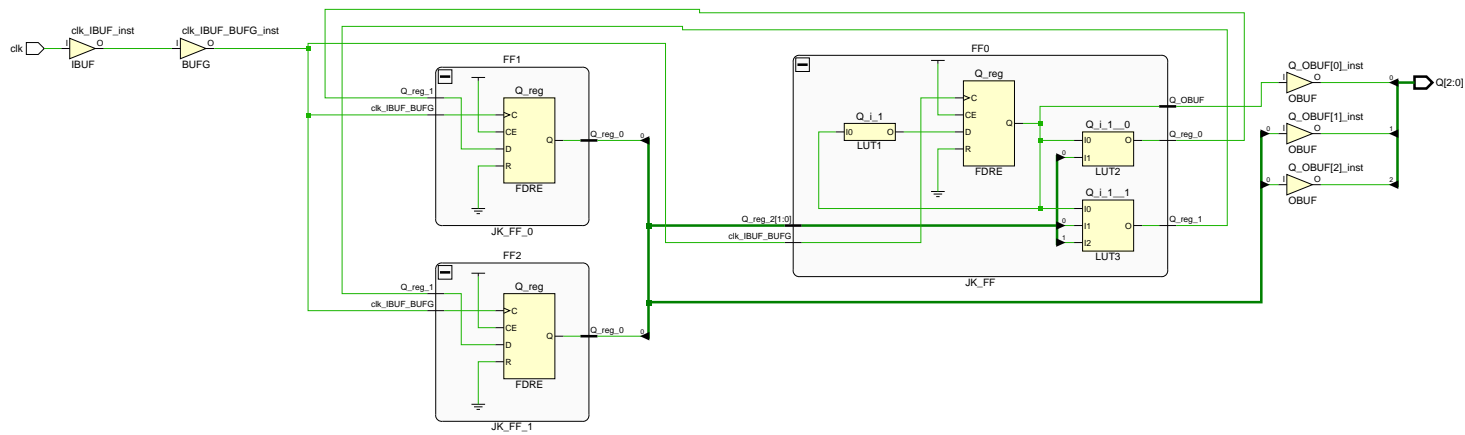 clk
clk_IBUF_inst
I
O
IBUF
clk_IBUF_BUFG_inst
I
O
BUFG
FF1
Q_reg_1
clk_IBUF_BUFG
Q_reg
C
CE
D
R
Q
FDRE
Q_reg_0
0
JK_FF_0
FF2
Q_reg_1
clk_IBUF_BUFG
Q_reg
C
CE
D
R
Q
FDRE
Q_reg_0
0
JK_FF_1
FF0
Q_reg_2[1:0]
clk_IBUF_BUFG
Q_i_1
I0
O
LUT1
Q_reg
C
CE
D
R
Q
FDRE
Q_i_1__0
I0
0
I1
O
LUT2
Q_i_1__1
I0
0
I1
1
I2
O
LUT3
Q_OBUF
Q_reg_0
Q_reg_1
JK_FF
Q_OBUF[0]_inst
I
O
OBUF
0
Q_OBUF[1]_inst
0
I
O
OBUF
1
Q_OBUF[2]_inst
0
I
O
OBUF
2
Q[2:0]